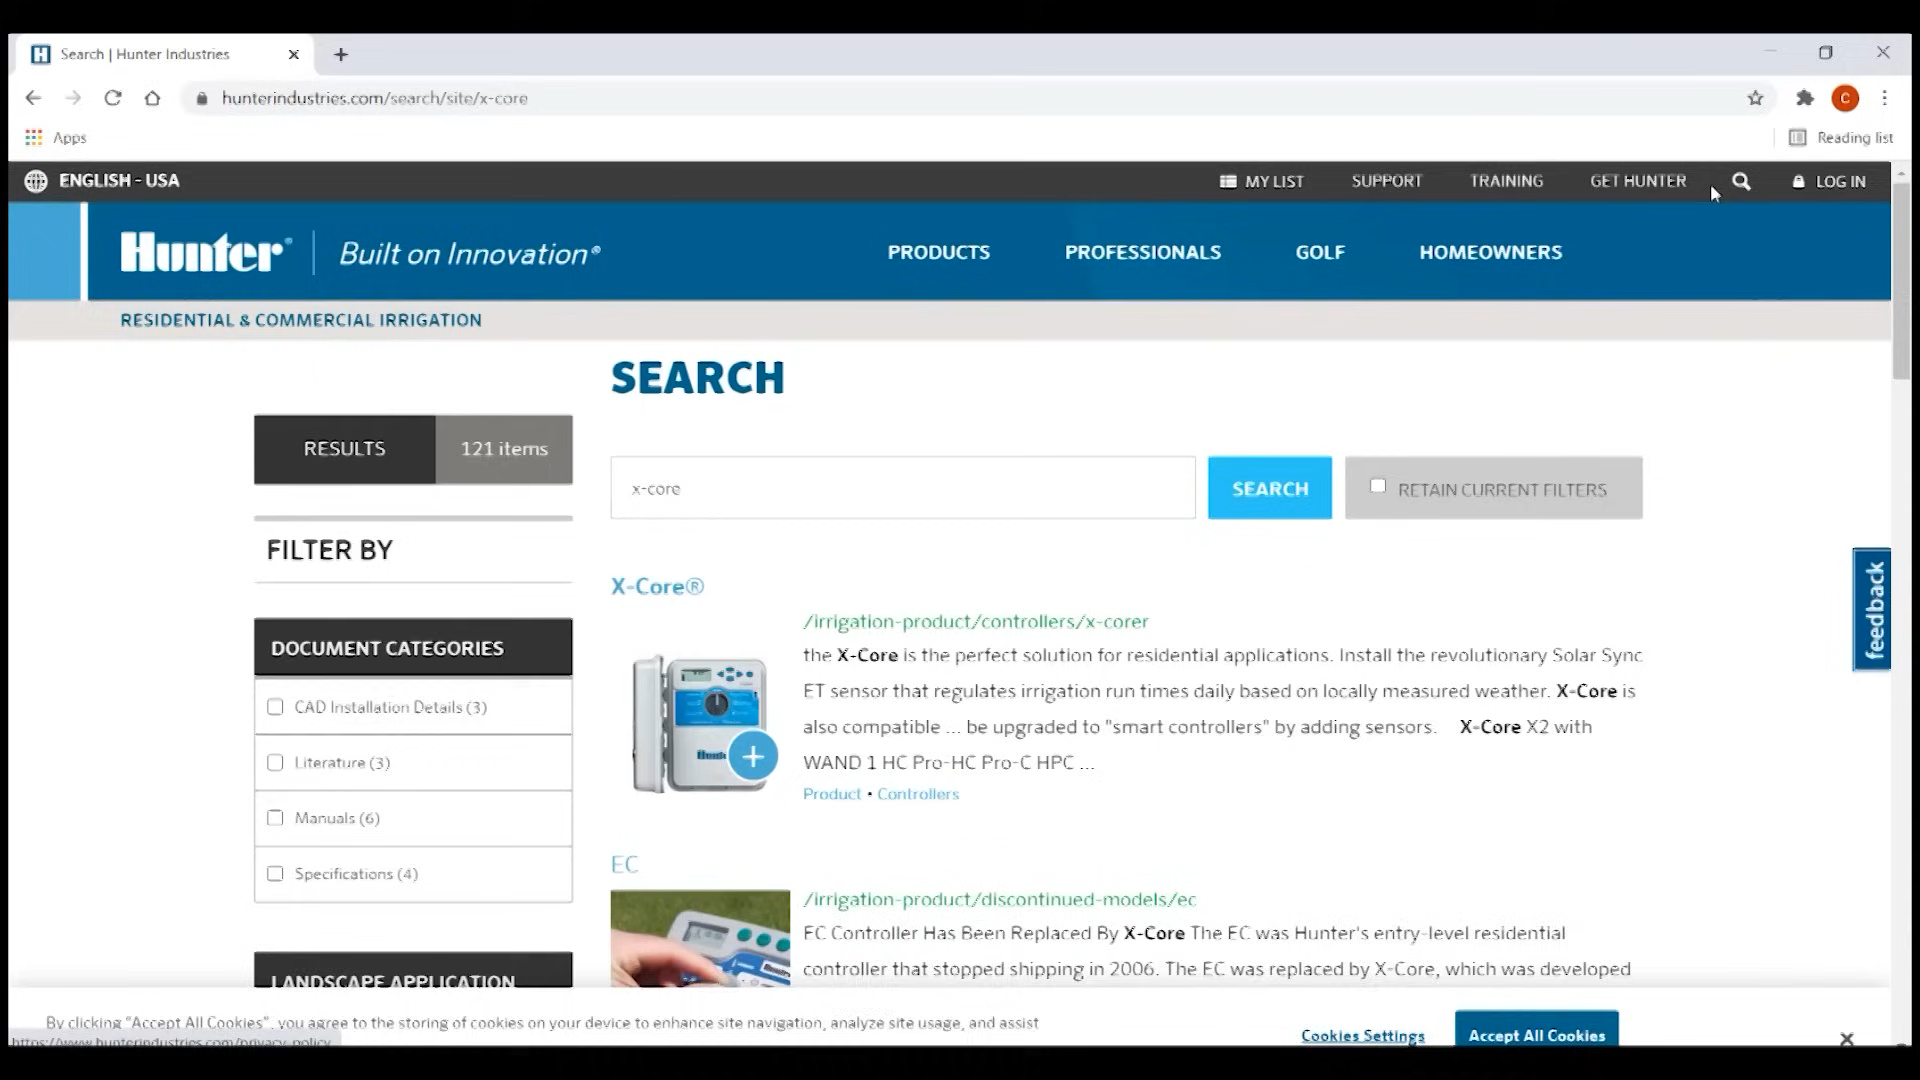 Search | Hunter Industries
hunterindustries.com/search/site/x-core
C
Apps
Reading list
ENGLISH - USA
MY LIST
SUPPORT
TRAINING
GET HUNTER
LOG IN
Hunter® | Built on Innovation®
PRODUCTS
PROFESSIONALS
GOLF
HOMEOWNERS
RESIDENTIAL & COMMERCIAL IRRIGATION
SEARCH
RESULTS
121 items
x-core
SEARCH
RETAIN CURRENT FILTERS
FILTER BY
DOCUMENT CATEGORIES
CAD Installation Details (3)
Literature (3)
Manuals (6)
Specifications (4)
LANDSCAPE APPLICATION
X-Core®
/irrigation-product/controllers/x-corer
the X-Core is the perfect solution for residential applications. Install the revolutionary Solar Sync
ET sensor that regulates irrigation run times daily based on locally measured weather. X-Core is
also compatible ... be upgraded to "smart controllers" by adding sensors. X-Core X2 with
WAND 1 HC Pro-HC Pro-C HPC ...
Product • Controllers
EC
/irrigation-product/discontinued-models/ec
EC Controller Has Been Replaced By X-Core The EC was Hunter's entry-level residential
controller that stopped shipping in 2006. The EC was replaced by X-Core, which was developed
feedback
By clicking "Accept All Cookies", you agree to the storing of cookies on your device to enhance site navigation, analyze site usage, and assist
Cookies Settings
Accept All Cookies
https://www.hunterindustries.com/privacy-policy